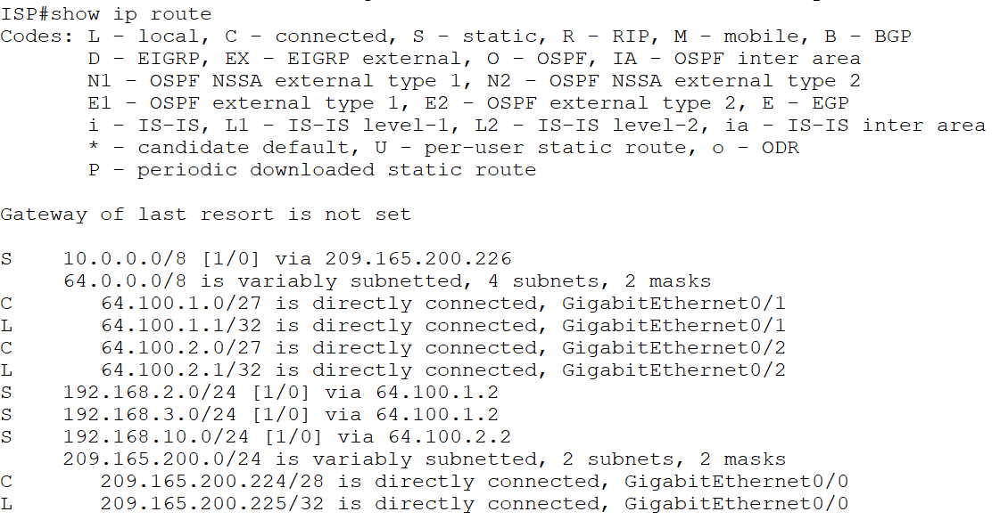 ISP#show ip route
Codes: L - local, C - connected, S - static, R - RIP, M - mobile, B - BGP
       D - EIGRP, EX - EIGRP external, O - OSPF, IA - OSPF inter area
       N1 - OSPF NSSA external type 1, N2 - OSPF NSSA external type 2
       E1 - OSPF external type 1, E2 - OSPF external type 2, E - EGP
       i - IS-IS, L1 - IS-IS level-1, L2 - IS-IS level-2, ia - IS-IS inter area
       * - candidate default, U - per-user static route, o - ODR
       P - periodic downloaded static route

Gateway of last resort is not set

S    10.0.0.0/8 [1/0] via 209.165.200.226
     64.0.0.0/8 is variably subnetted, 4 subnets, 2 masks
C       64.100.1.0/27 is directly connected, GigabitEthernet0/1
L       64.100.1.1/32 is directly connected, GigabitEthernet0/1
C       64.100.2.0/27 is directly connected, GigabitEthernet0/2
L       64.100.2.1/32 is directly connected, GigabitEthernet0/2
S    192.168.2.0/24 [1/0] via 64.100.1.2
S    192.168.3.0/24 [1/0] via 64.100.1.2
S    192.168.10.0/24 [1/0] via 64.100.2.2
     209.165.200.0/24 is variably subnetted, 2 subnets, 2 masks
C       209.165.200.224/28 is directly connected, GigabitEthernet0/0
L       209.165.200.225/32 is directly connected, GigabitEthernet0/0